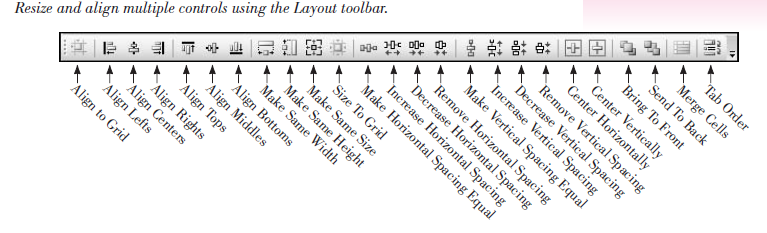 Resize and align multiple controls using the Layout toolbar.
Align to Grid
Align Lefts
Align Centers
Align Rights
Align Tops
Align Middles
Align Bottoms
Make Same Width
Make Same Height
Make Same Size
Size To Grid
Make Horizontal Spacing Equal
Increase Horizontal Spacing
Decrease Horizontal Spacing
Remove Horizontal Spacing
Make Vertical Spacing Equal
Increase Vertical Spacing
Decrease Vertical Spacing
Remove Vertical Spacing
Center Horizontally
Center Vertically
Bring To Front
Send To Back
Merge Cells
Tab Order